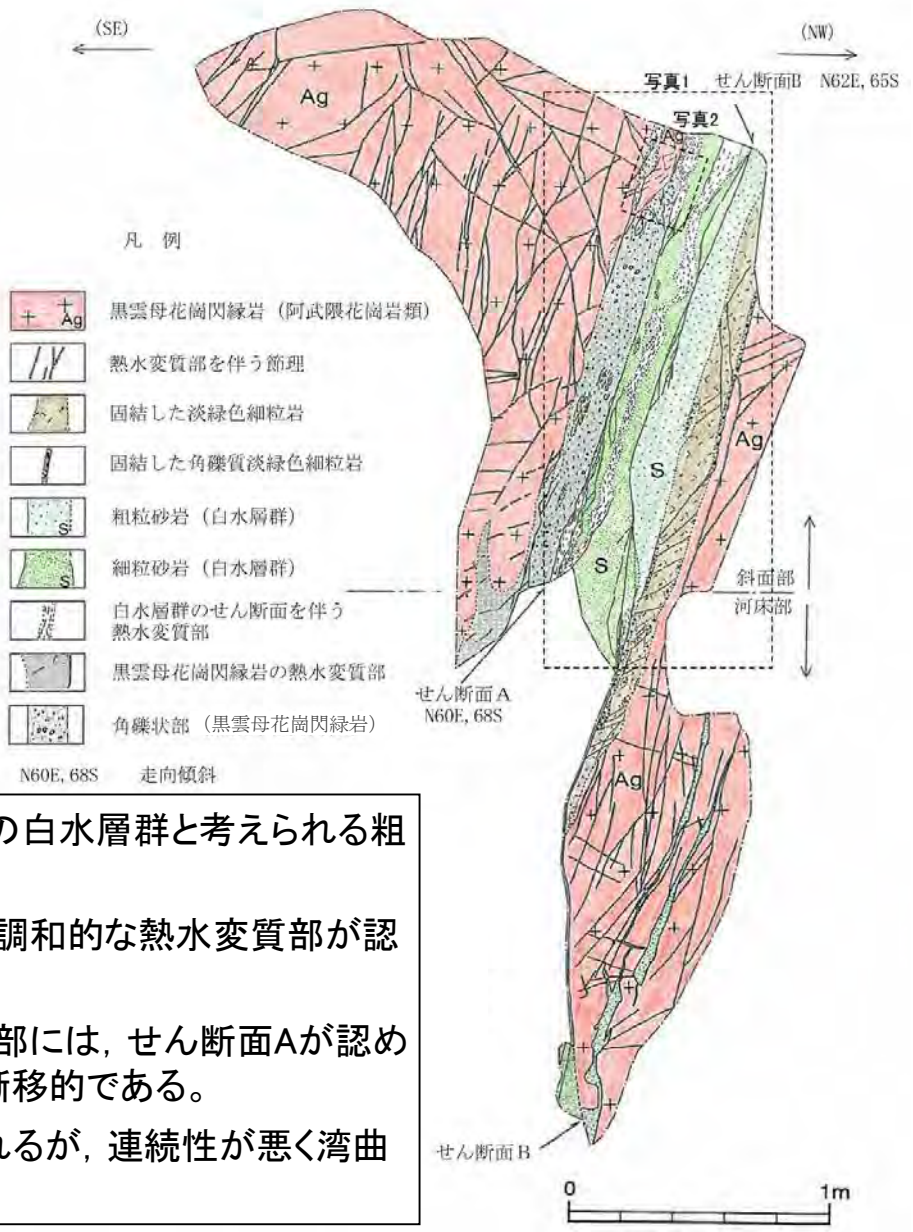 (SE)
(NW)
写真1 せん断面B N62E, 65S
写真2
Ag
Ag
凡 例
Ag 黒雲母花崗閃緑岩 (阿武隈花崗岩類)
熱水変質部を伴う節理
固結した淡緑色細粒岩
固結した角礫質淡緑色細粒岩
S 粗粒砂岩 (白水層群)
S 細粒砂岩 (白水層群)
白水層群のせん断面を伴う
熱水変質部
黒雲母花崗閃緑岩の熱水変質部
角礫状部 (黒雲母花崗閃緑岩)
N60E, 68S 走向傾斜
Ag
S
S
斜面部
河床部
せん断面A
N60E, 68S
Ag
せん断面B
の白水層群と考えられる粗
調和的な熱水変質部が認
部には, せん断面Aが認め
漸移的である。
れるが, 連続性が悪く湾曲
0 1m